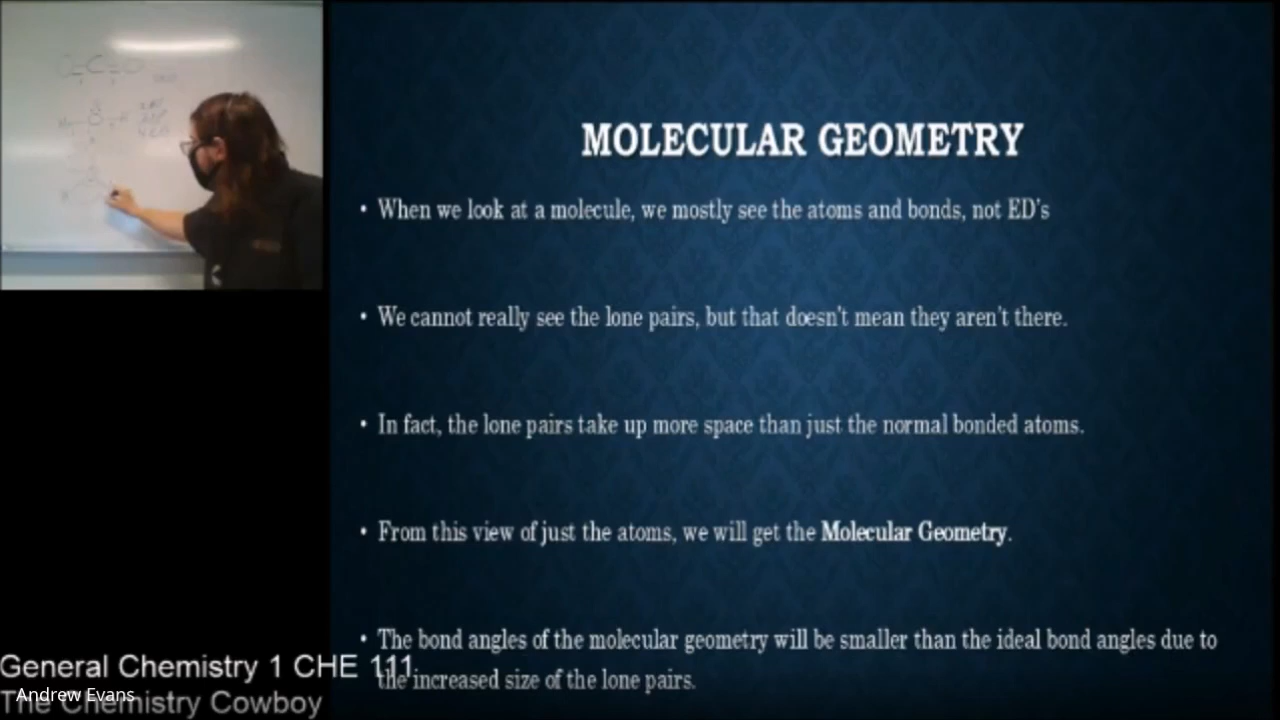 MOLECULAR GEOMETRY
• When we look at a molecule, we mostly see the atoms and bonds, not ED's
• We cannot really see the lone pairs, but that doesn't mean they aren't there.
• In fact, the lone pairs take up more space than just the normal bonded atoms.
• From this view of just the atoms, we will get the Molecular Geometry.
• The bond angles of the molecular geometry will be smaller than the ideal bond angles due to
the increased size of the lone pairs.
General Chemistry 1 CHE 111
Andrew Evans
The Chemistry Cowboy